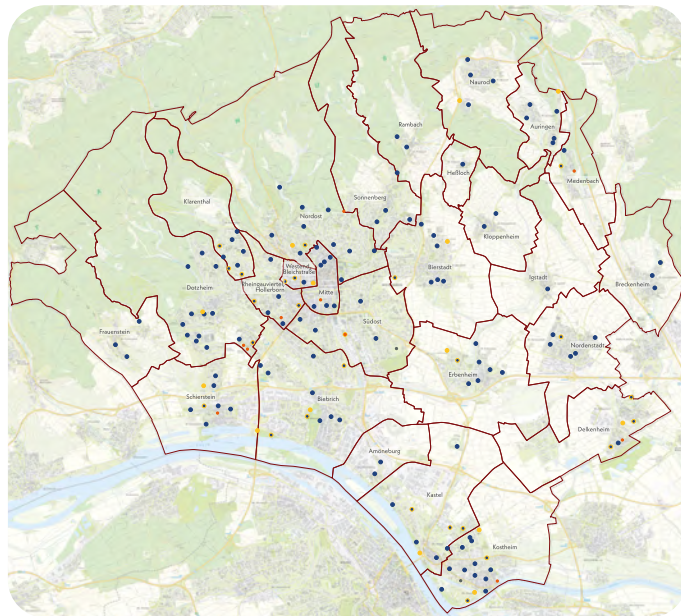 Naurod
Rambach
Auringen
Heßloch
Medenbach
Sonnenberg
Klarenthal
Nordost
Kloppenheim
Westend,
Bleichstraße
Bierstadt
Igstadt
Breckenheim
Rheingauviertel,
Hollerborn
Dotzheim
Mitte
Südost
Frauenstein
Nordenstadt
Erbenheim
Schierstein
Biebrich
Delkenheim
Amöneburg
Kastel
Kostheim